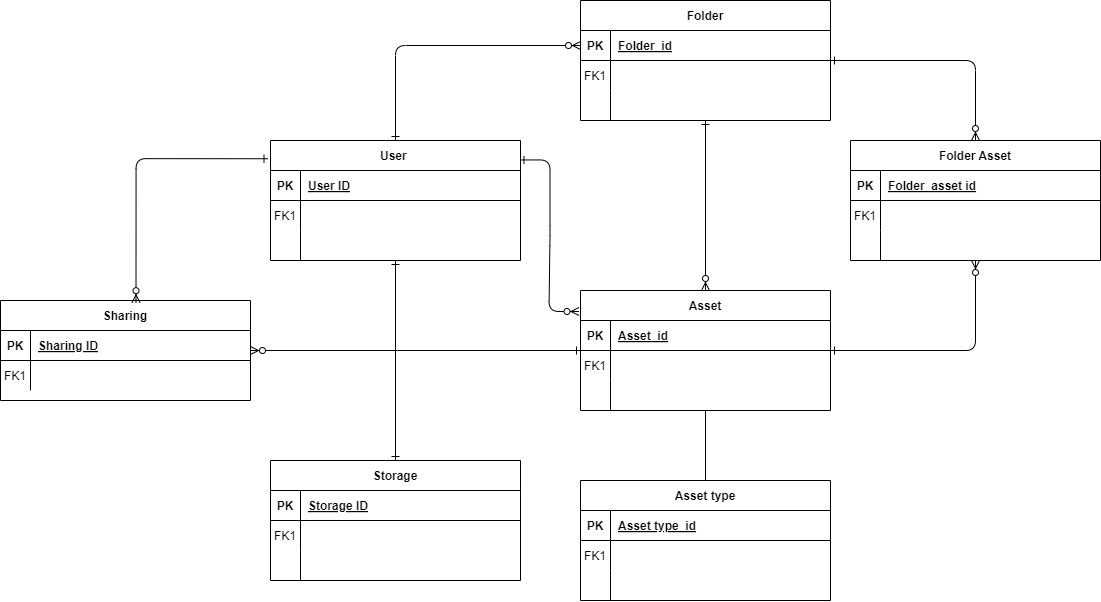 Folder
PK Folder_id
FK1
User
PK User ID
FK1
Folder Asset
PK Folder_asset id
FK1
Sharing
PK Sharing ID
FK1
Asset
PK Asset_id
FK1
Storage
PK Storage ID
FK1
Asset type
PK Asset type_id
FK1